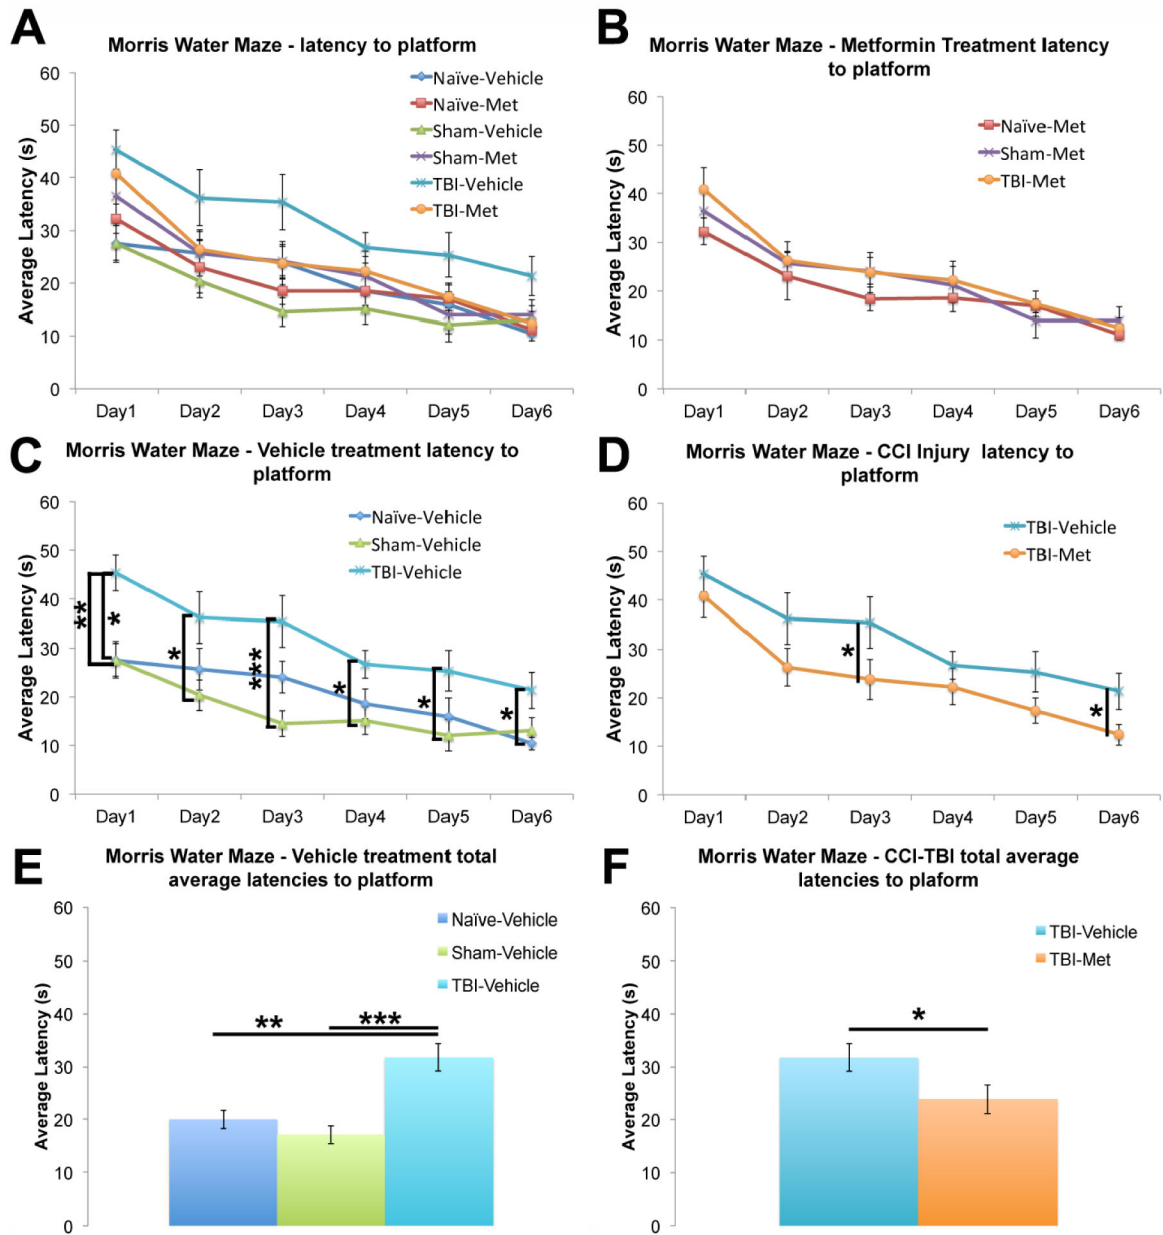 A
Morris Water Maze - latency to platform
Average Latency (s)
60
50
40
30
20
10
0
Day1 Day2 Day3 Day4 Day5 Day6
Naïve-Vehicle
Naïve-Met
Sham-Vehicle
Sham-Met
TBI-Vehicle
TBI-Met
B
Morris Water Maze - Metformin Treatment latency
to platform
Average Latency (s)
60
50
40
30
20
10
0
Day1 Day2 Day3 Day4 Day5 Day6
Naïve-Met
Sham-Met
TBI-Met
C
Morris Water Maze - Vehicle treatment latency to
platform
Average Latency (s)
60
50
40
30
20
10
0
Day1 Day2 Day3 Day4 Day5 Day6
Naïve-Vehicle
Sham-Vehicle
TBI-Vehicle
**
*
*
***
*
*
*
D
Morris Water Maze - CCI Injury latency to
platform
Average Latency (s)
60
50
40
30
20
10
0
Day1 Day2 Day3 Day4 Day5 Day6
TBI-Vehicle
TBI-Met
*
*
E
Morris Water Maze - Vehicle treatment total
average latencies to platform
Average Latency (s)
60
50
40
30
20
10
0
Naïve-Vehicle
Sham-Vehicle
TBI-Vehicle
**
***
F
Morris Water Maze - CCI-TBI total average
latencies to plaform
Average Latency (s)
60
50
40
30
20
10
0
TBI-Vehicle
TBI-Met
*